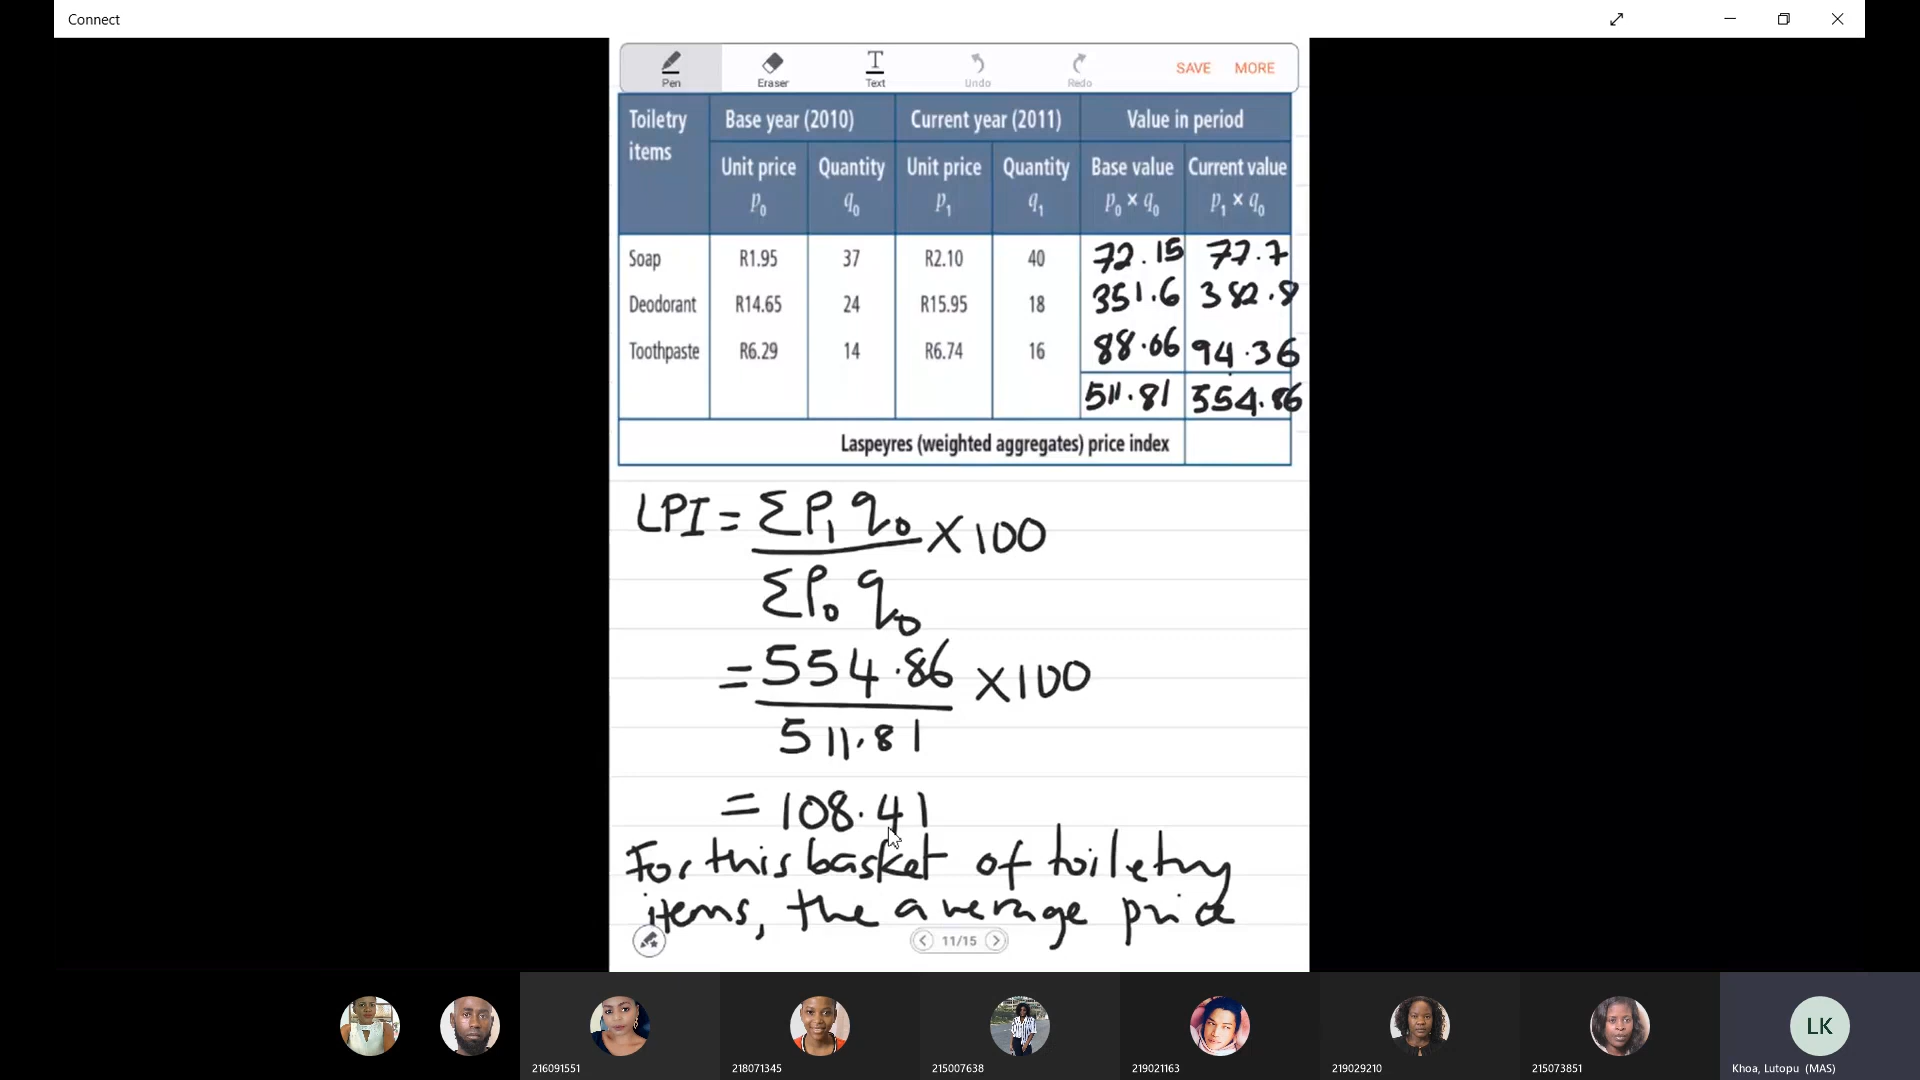 Connect
Pen Eraser Text Undo Redo SAVE MORE
Toiletry items Base year (2010) Current year (2011) Value in period
Unit price p0 Quantity q0 Unit price p1 Quantity q1 Base value p0 × q0 Current value p1 × q0
Soap R1.95 37 R2.10 40 72.15 77.7
Deodorant R14.65 24 R15.95 18 351.6 382.8
Toothpaste R6.29 14 R6.74 16 88.06 94.36
511.81 554.86
Laspeyres (weighted aggregates) price index
LPI = ΣP1 q0 × 100
ΣP0 q0
= 554.86 × 100
511.81
= 108.41
For this basket of toiletry
items, the average price
11/15
216091551 218071345 215007638 219021163 219029210 215073851 LK Khoa, Lutopu (MAS)